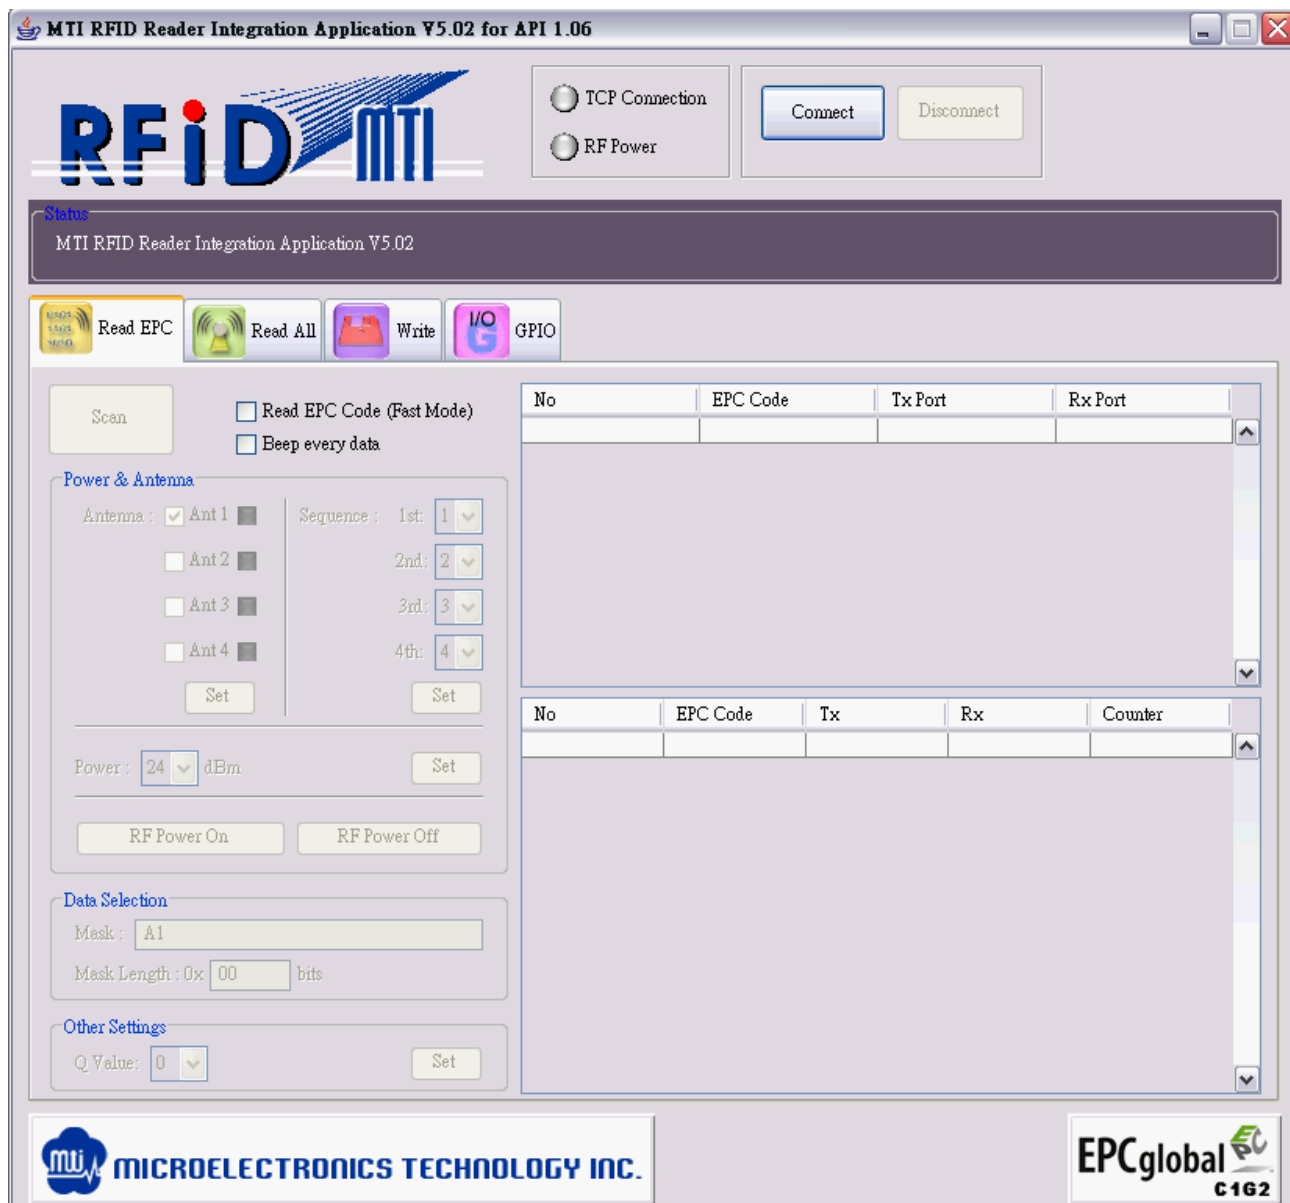 MTI RFID Reader Integration Application V5.02 for API 1.06
RFiD MTI
TCP Connection
RF Power
Connect
Disconnect
Status
MTI RFID Reader Integration Application V5.02
Read EPC
Read All
Write
I/O G
GPIO
Scan
Read EPC Code (Fast Mode)
Beep every data
Power & Antenna
Antenna : Ant 1
Sequence : 1st: 1
Ant 2
2nd: 2
Ant 3
3rd: 3
Ant 4
4th: 4
Set
Set
Power : 24 dBm
Set
RF Power On
RF Power Off
Data Selection
Mask : A1
Mask Length : 0x 00 bits
Other Settings
Q Value: 0
Set
No EPC Code Tx Port Rx Port
No EPC Code Tx Rx Counter
mti MICROELECTRONICS TECHNOLOGY INC.
EPCglobal
C1G2